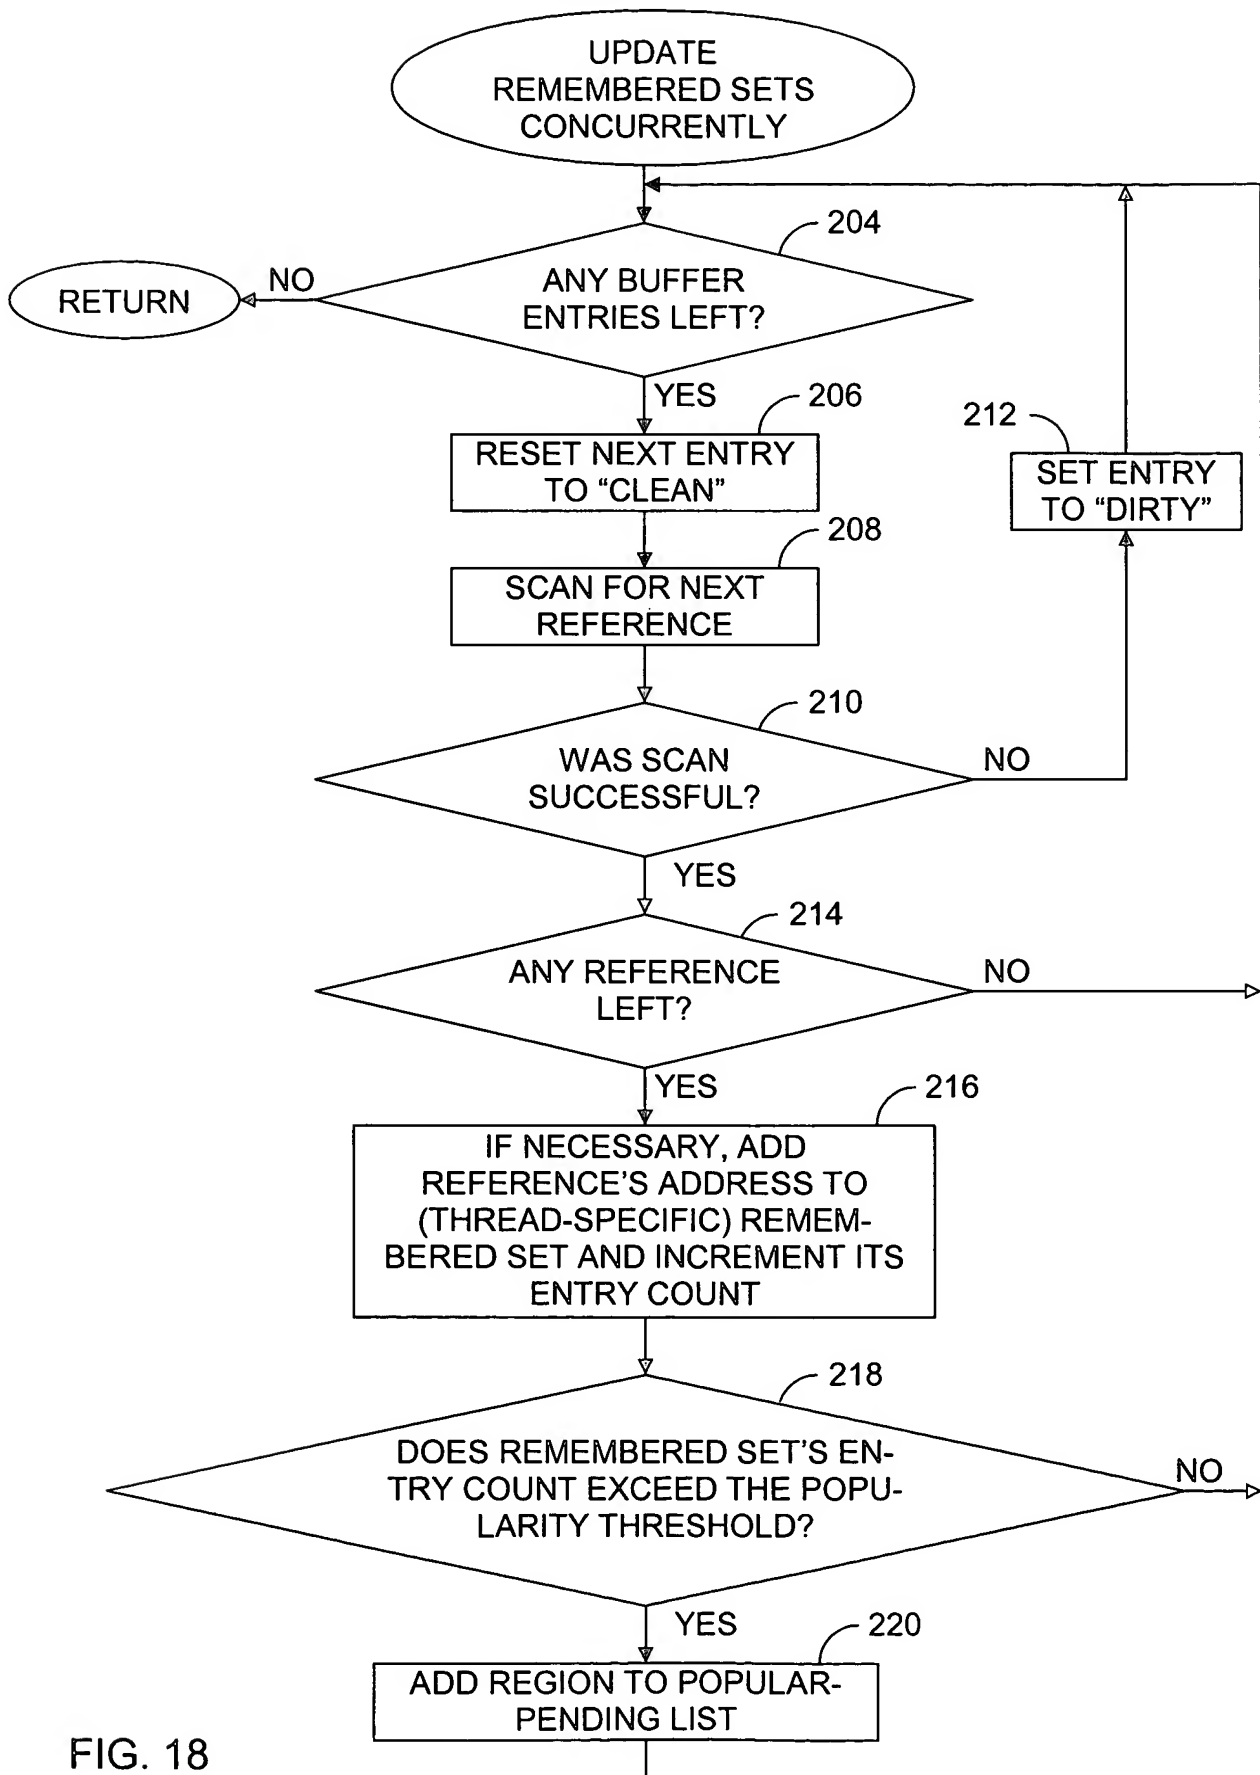 UPDATE
REMEMBERED SETS
CONCURRENTLY
204
ANY BUFFER
ENTRIES LEFT?
NO
RETURN
YES
206
RESET NEXT ENTRY
TO “CLEAN”
212
SET ENTRY
TO “DIRTY”
208
SCAN FOR NEXT
REFERENCE
210
WAS SCAN
SUCCESSFUL?
NO
YES
214
ANY REFERENCE
LEFT?
NO
YES
216
IF NECESSARY, ADD
REFERENCE’S ADDRESS TO
(THREAD-SPECIFIC) REMEM-
BERED SET AND INCREMENT ITS
ENTRY COUNT
218
DOES REMEMBERED SET’S EN-
TRY COUNT EXCEED THE POPU-
LARITY THRESHOLD?
NO
YES
220
ADD REGION TO POPULAR-
PENDING LIST
FIG. 18